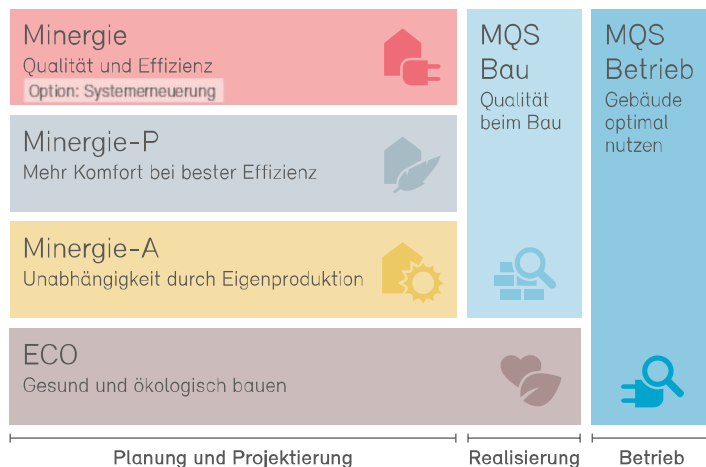 Minergie
Qualität und Effizienz
Option: Systemerneuerung
Minergie-P
Mehr Komfort bei bester Effizienz
Minergie-A
Unabhängigkeit durch Eigenproduktion
ECO
Gesund und ökologisch bauen
MQS
Bau
Qualität
beim Bau
MQS
Betrieb
Gebäude
optimal
nutzen
Planung und Projektierung
Realisierung
Betrieb